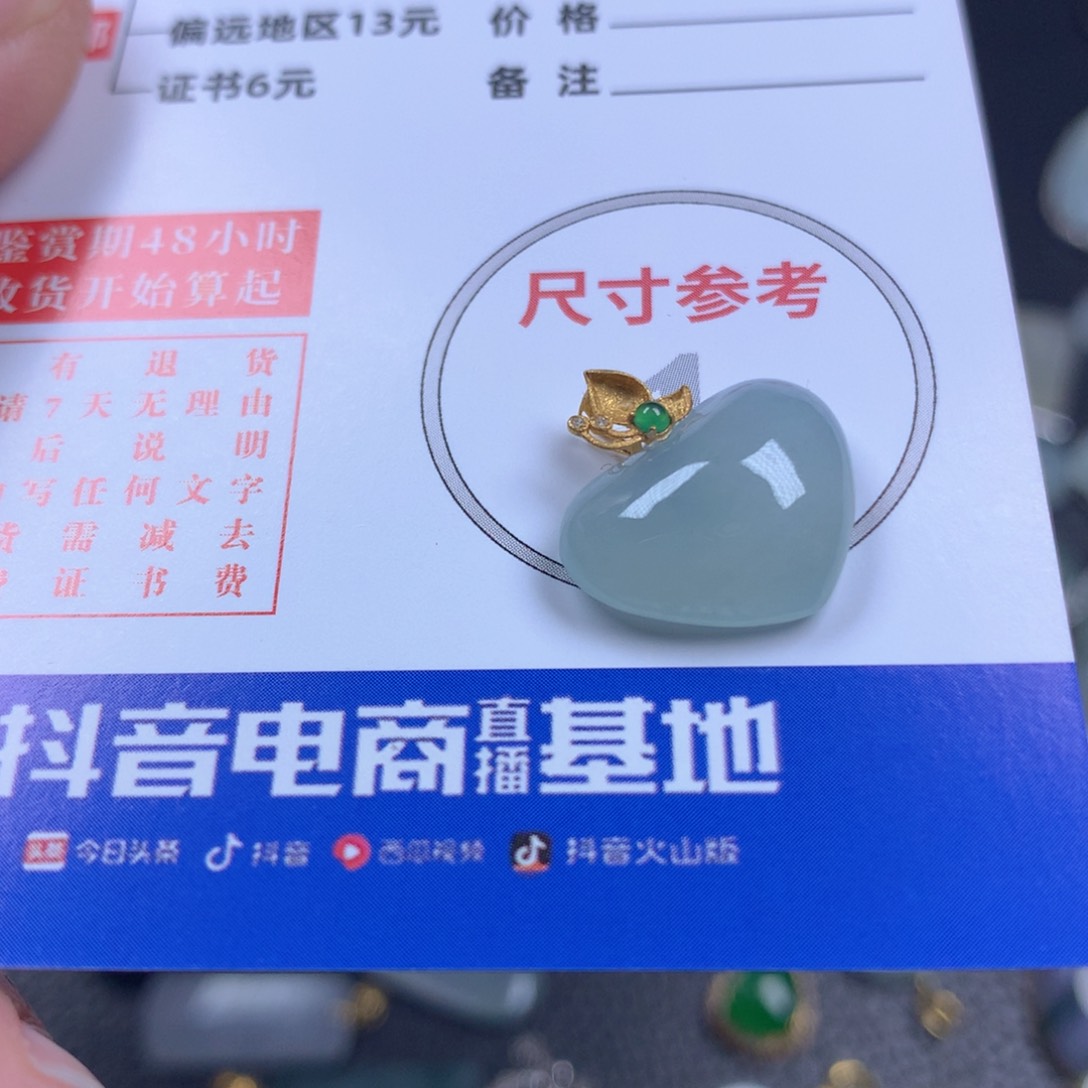 偏远地区13元 价格
证书6元 备注
鉴赏期48小时
收货开始算起
有退货
请7天无理由
后说明
写任何文字
货需减去
证书费
尺寸参考
抖音电商直播基地
头条 今日头条 抖音 西瓜视频 抖音火山版